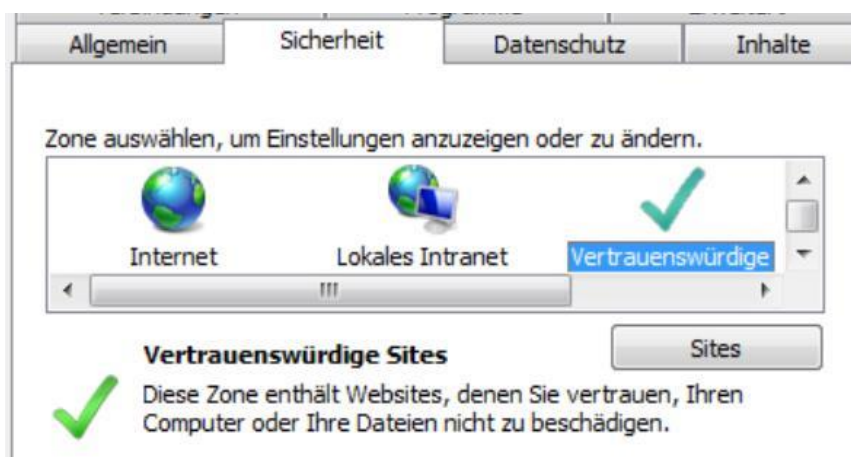 Allgemein Sicherheit Datenschutz Inhalte
Zone auswählen, um Einstellungen anzuzeigen oder zu ändern.
Internet Lokales Intranet Vertrauenswürdige
Vertrauenswürdige Sites
Sites
Diese Zone enthält Websites, denen Sie vertrauen, Ihren
Computer oder Ihre Dateien nicht zu beschädigen.